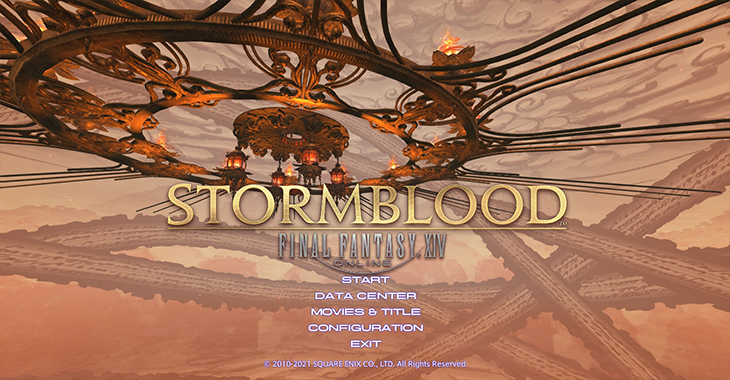 STORMBLOOD™
FINAL FANTASY XIV
ONLINE
START
DATA CENTER
MOVIES & TITLE
CONFIGURATION
EXIT
© 2010-2021 SQUARE ENIX CO., LTD. All Rights Reserved.